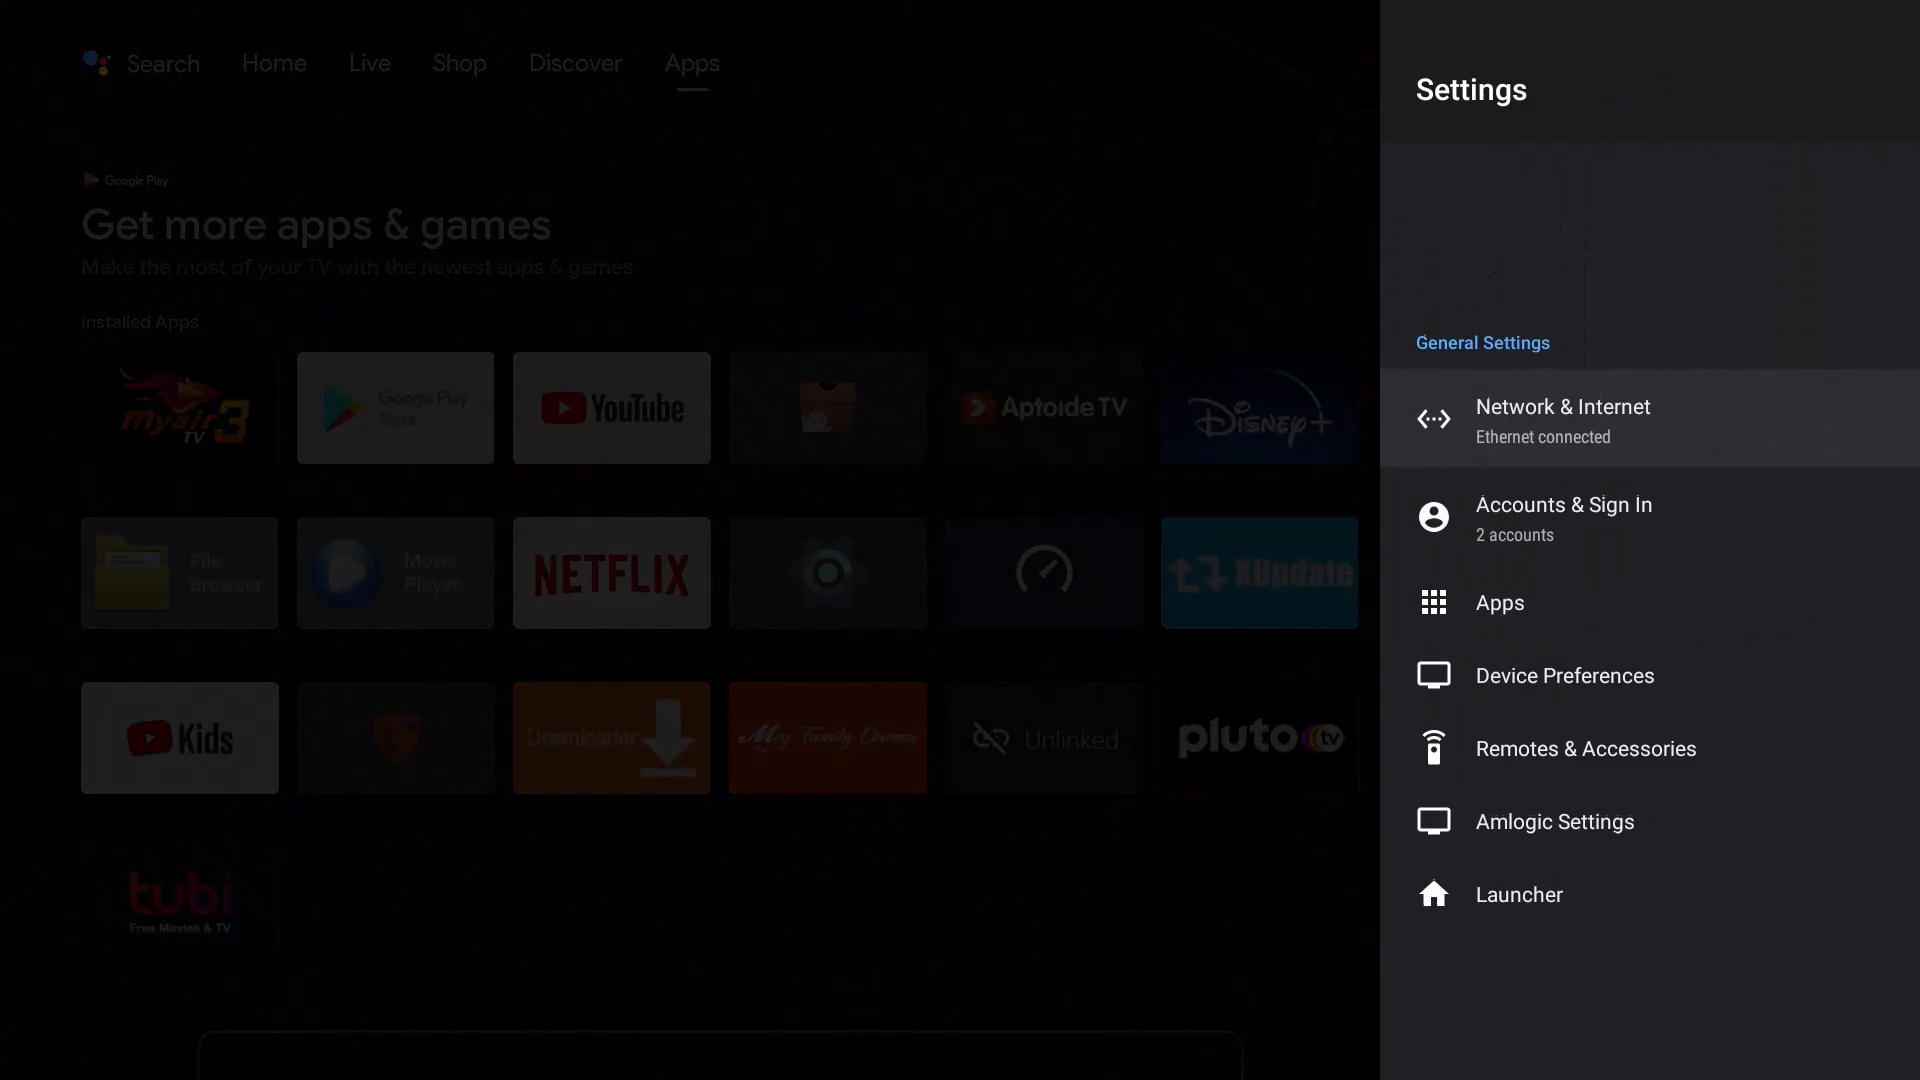 Search Home Live Shop Discover Apps
Google Play
Get more apps & games
Make the most of your TV with the newest apps & games
Installed Apps
myair3
TV
Google Play
Store
YouTube
Aptoide TV
Disney+
File
Browser
Movie
Player
NETFLIX
XUpdate
Kids
Downloader
My Family Cinema
Unlinked
pluto tv
tubi
Free Movies & TV
Settings
General Settings
Network & Internet
Ethernet connected
Accounts & Sign In
2 accounts
Apps
Device Preferences
Remotes & Accessories
Amlogic Settings
Launcher